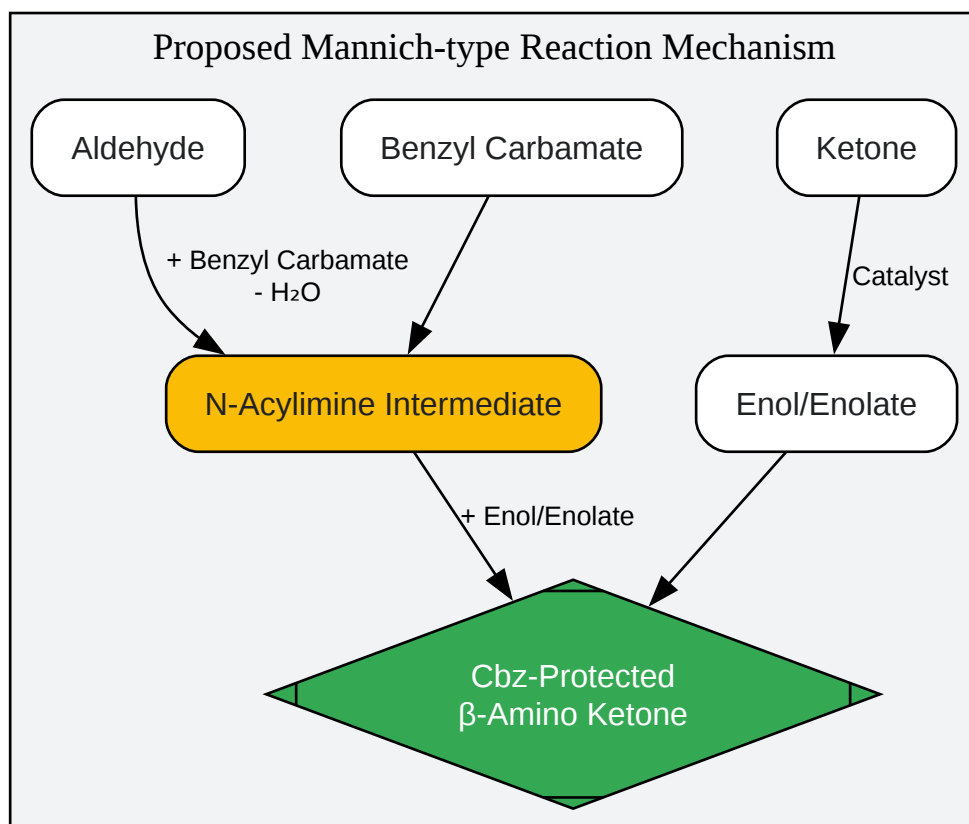 Proposed Mannich-type Reaction Mechanism
Aldehyde
Benzyl Carbamate
Ketone
+ Benzyl Carbamate
- H₂O
Catalyst
N-Acylimine Intermediate
Enol/Enolate
+ Enol/Enolate
Cbz-Protected
β-Amino Ketone